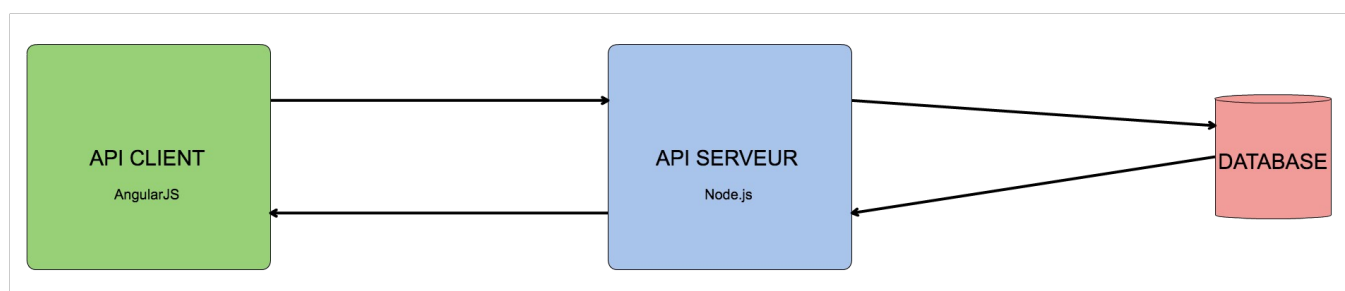 API CLIENT
AngularJS
API SERVEUR
Node.js
DATABASE